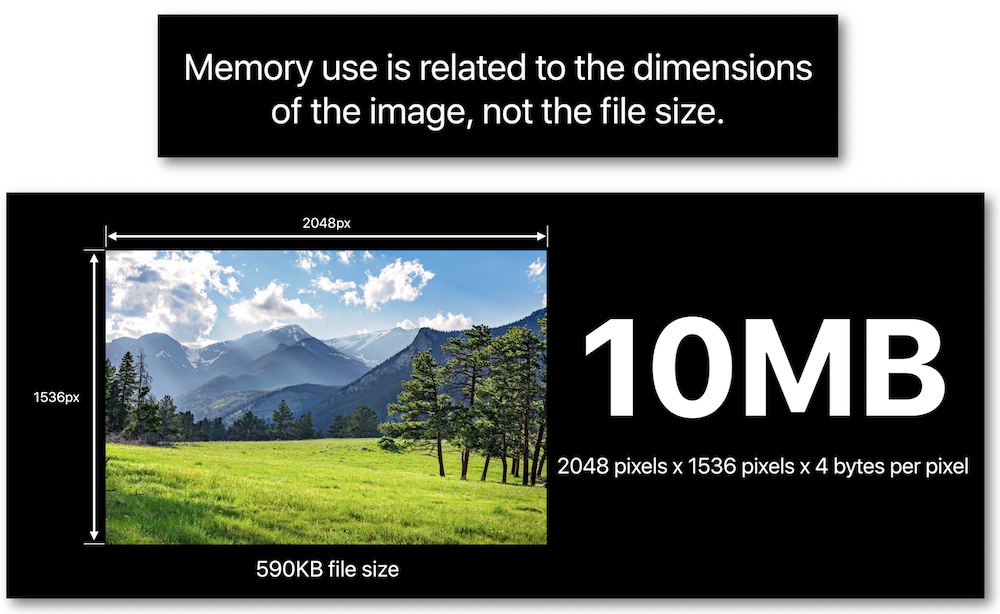 Memory use is related to the dimensions
of the image, not the file size.
2048px
1536px
10MB
2048 pixels x 1536 pixels x 4 bytes per pixel
590KB file size